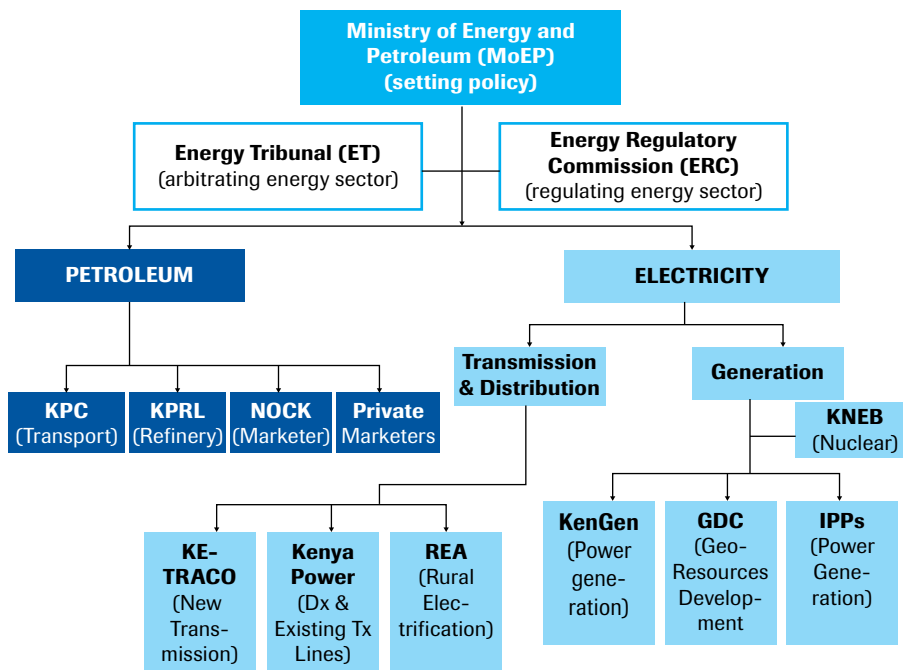 Ministry of Energy and
Petroleum (MoEP)
(setting policy)
Energy Tribunal (ET)
(arbitrating energy sector)
Energy Regulatory
Commission (ERC)
(regulating energy sector)
PETROLEUM
ELECTRICITY
Transmission
& Distribution
Generation
KPC
(Transport)
KPRL
(Refinery)
NOCK
(Marketer)
Private
Marketers
KNEB
(Nuclear)
KE-
TRACO
(New
Trans-
mission)
Kenya
Power
(Dx &
Existing Tx
Lines)
REA
(Rural
Elec-
trification)
KenGen
(Power
gene-
ration)
GDC
(Geo-
Resources
Develop-
ment
IPPs
(Power
Gene-
ration)